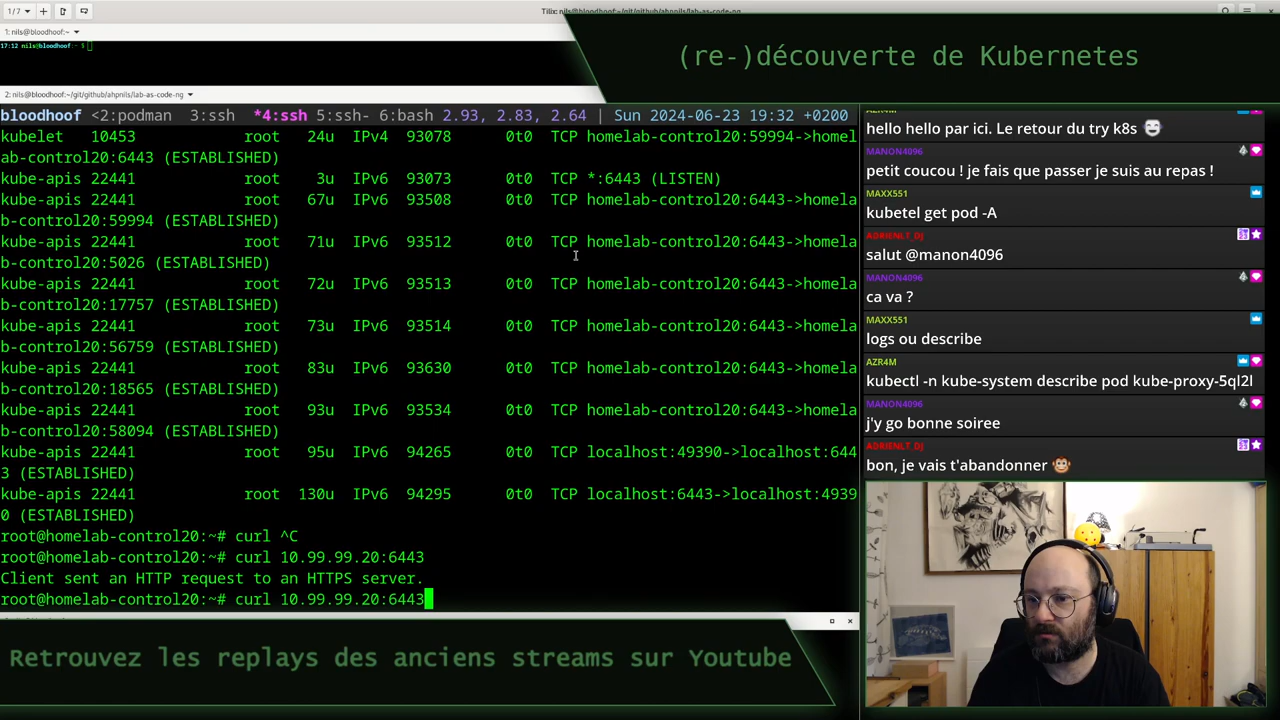 1/7
Tilix: nils@bloodhoof:~/git/github/ahpnils/lab-as-code-ng
1: nils@bloodhoof:~
17:12 nils@bloodhoof:~ $
(re-)découverte de Kubernetes
2: nils@bloodhoof:~/git/github/ahpnils/lab-as-code-ng
bloodhoof <2:podman 3:ssh *4:ssh 5:ssh- 6:bash 2.93, 2.83, 2.64 | Sun 2024-06-23 19:32 +0200
kubelet 10453 root 24u IPv4 93078 0t0 TCP homelab-control20:59994->homel
ab-control20:6443 (ESTABLISHED)
kube-apis 22441 root 3u IPv6 93073 0t0 TCP *:6443 (LISTEN)
kube-apis 22441 root 67u IPv6 93508 0t0 TCP homelab-control20:6443->homela
b-control20:59994 (ESTABLISHED)
kube-apis 22441 root 71u IPv6 93512 0t0 TCP homelab-control20:6443->homela
b-control20:5026 (ESTABLISHED)
kube-apis 22441 root 72u IPv6 93513 0t0 TCP homelab-control20:6443->homela
b-control20:17757 (ESTABLISHED)
kube-apis 22441 root 73u IPv6 93514 0t0 TCP homelab-control20:6443->homela
b-control20:56759 (ESTABLISHED)
kube-apis 22441 root 83u IPv6 93630 0t0 TCP homelab-control20:6443->homela
b-control20:18565 (ESTABLISHED)
kube-apis 22441 root 93u IPv6 93534 0t0 TCP homelab-control20:6443->homela
b-control20:58094 (ESTABLISHED)
kube-apis 22441 root 95u IPv6 94265 0t0 TCP localhost:49390->localhost:644
3 (ESTABLISHED)
kube-apis 22441 root 130u IPv6 94295 0t0 TCP localhost:6443->localhost:4939
0 (ESTABLISHED)
root@homelab-control20:~# curl ^C
root@homelab-control20:~# curl 10.99.99.20:6443
Client sent an HTTP request to an HTTPS server.
root@homelab-control20:~# curl 10.99.99.20:6443
AZR4M
hello hello par ici. Le retour du try k8s
MANON4096
petit coucou ! je fais que passer je suis au repas !
MAXX551
kubetel get pod -A
ADRIENLT_DJ
salut @manon4096
MANON4096
ca va ?
MAXX551
logs ou describe
AZR4M
kubectl -n kube-system describe pod kube-proxy-5ql2l
MANON4096
j'y go bonne soiree
ADRIENLT_DJ
bon, je vais t'abandonner
Retrouvez les replays des anciens streams sur Youtube